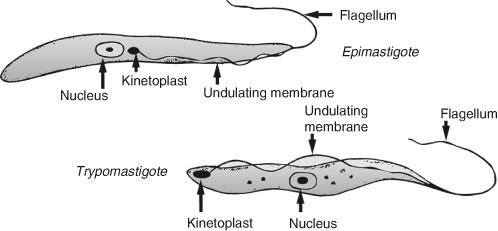 Flagellum
Epimastigote
Kinetoplast
Nucleus
Undulating membrane
Undulating
membrane
Flagellum
Trypomastigote
Kinetoplast
Nucleus